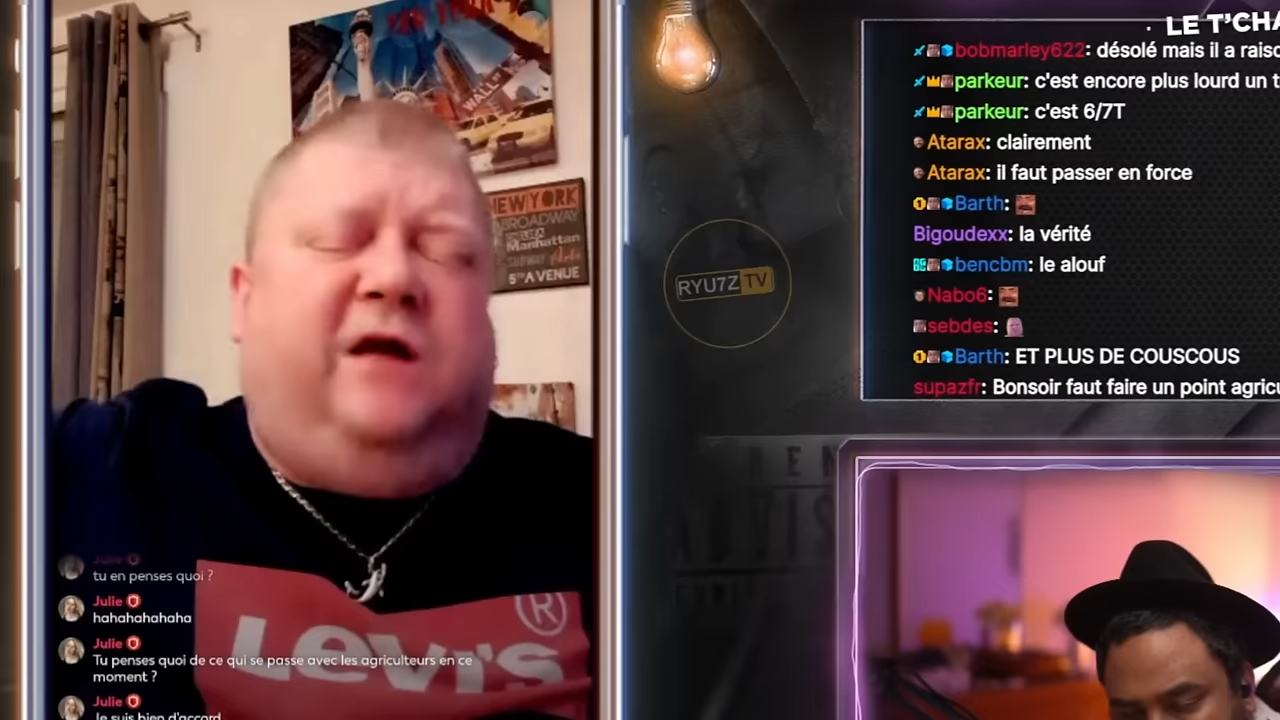 NEW YORK
WALL
NEW YORK
BROADWAY
Manhattan
SUBWAY
5TH AVENUE
Levi's
®
Julie
tu en penses quoi ?
Julie
hahahahahaha
Julie
Tu penses quoi de ce qui se passe avec les agriculteurs en ce
moment ?
Julie
Je suis bien d'accord
RYU7Z TV
LE T'CHA
bobmarley622: désolé mais il a raiso
parkeur: c'est encore plus lourd un t
parkeur: c'est 6/7T
Atarax: clairement
Atarax: il faut passer en force
Barth:
Bigoudexx: la vérité
bencbm: le alouf
Nabo6:
sebdes:
Barth: ET PLUS DE COUSCOUS
supazfr: Bonsoir faut faire un point agricu